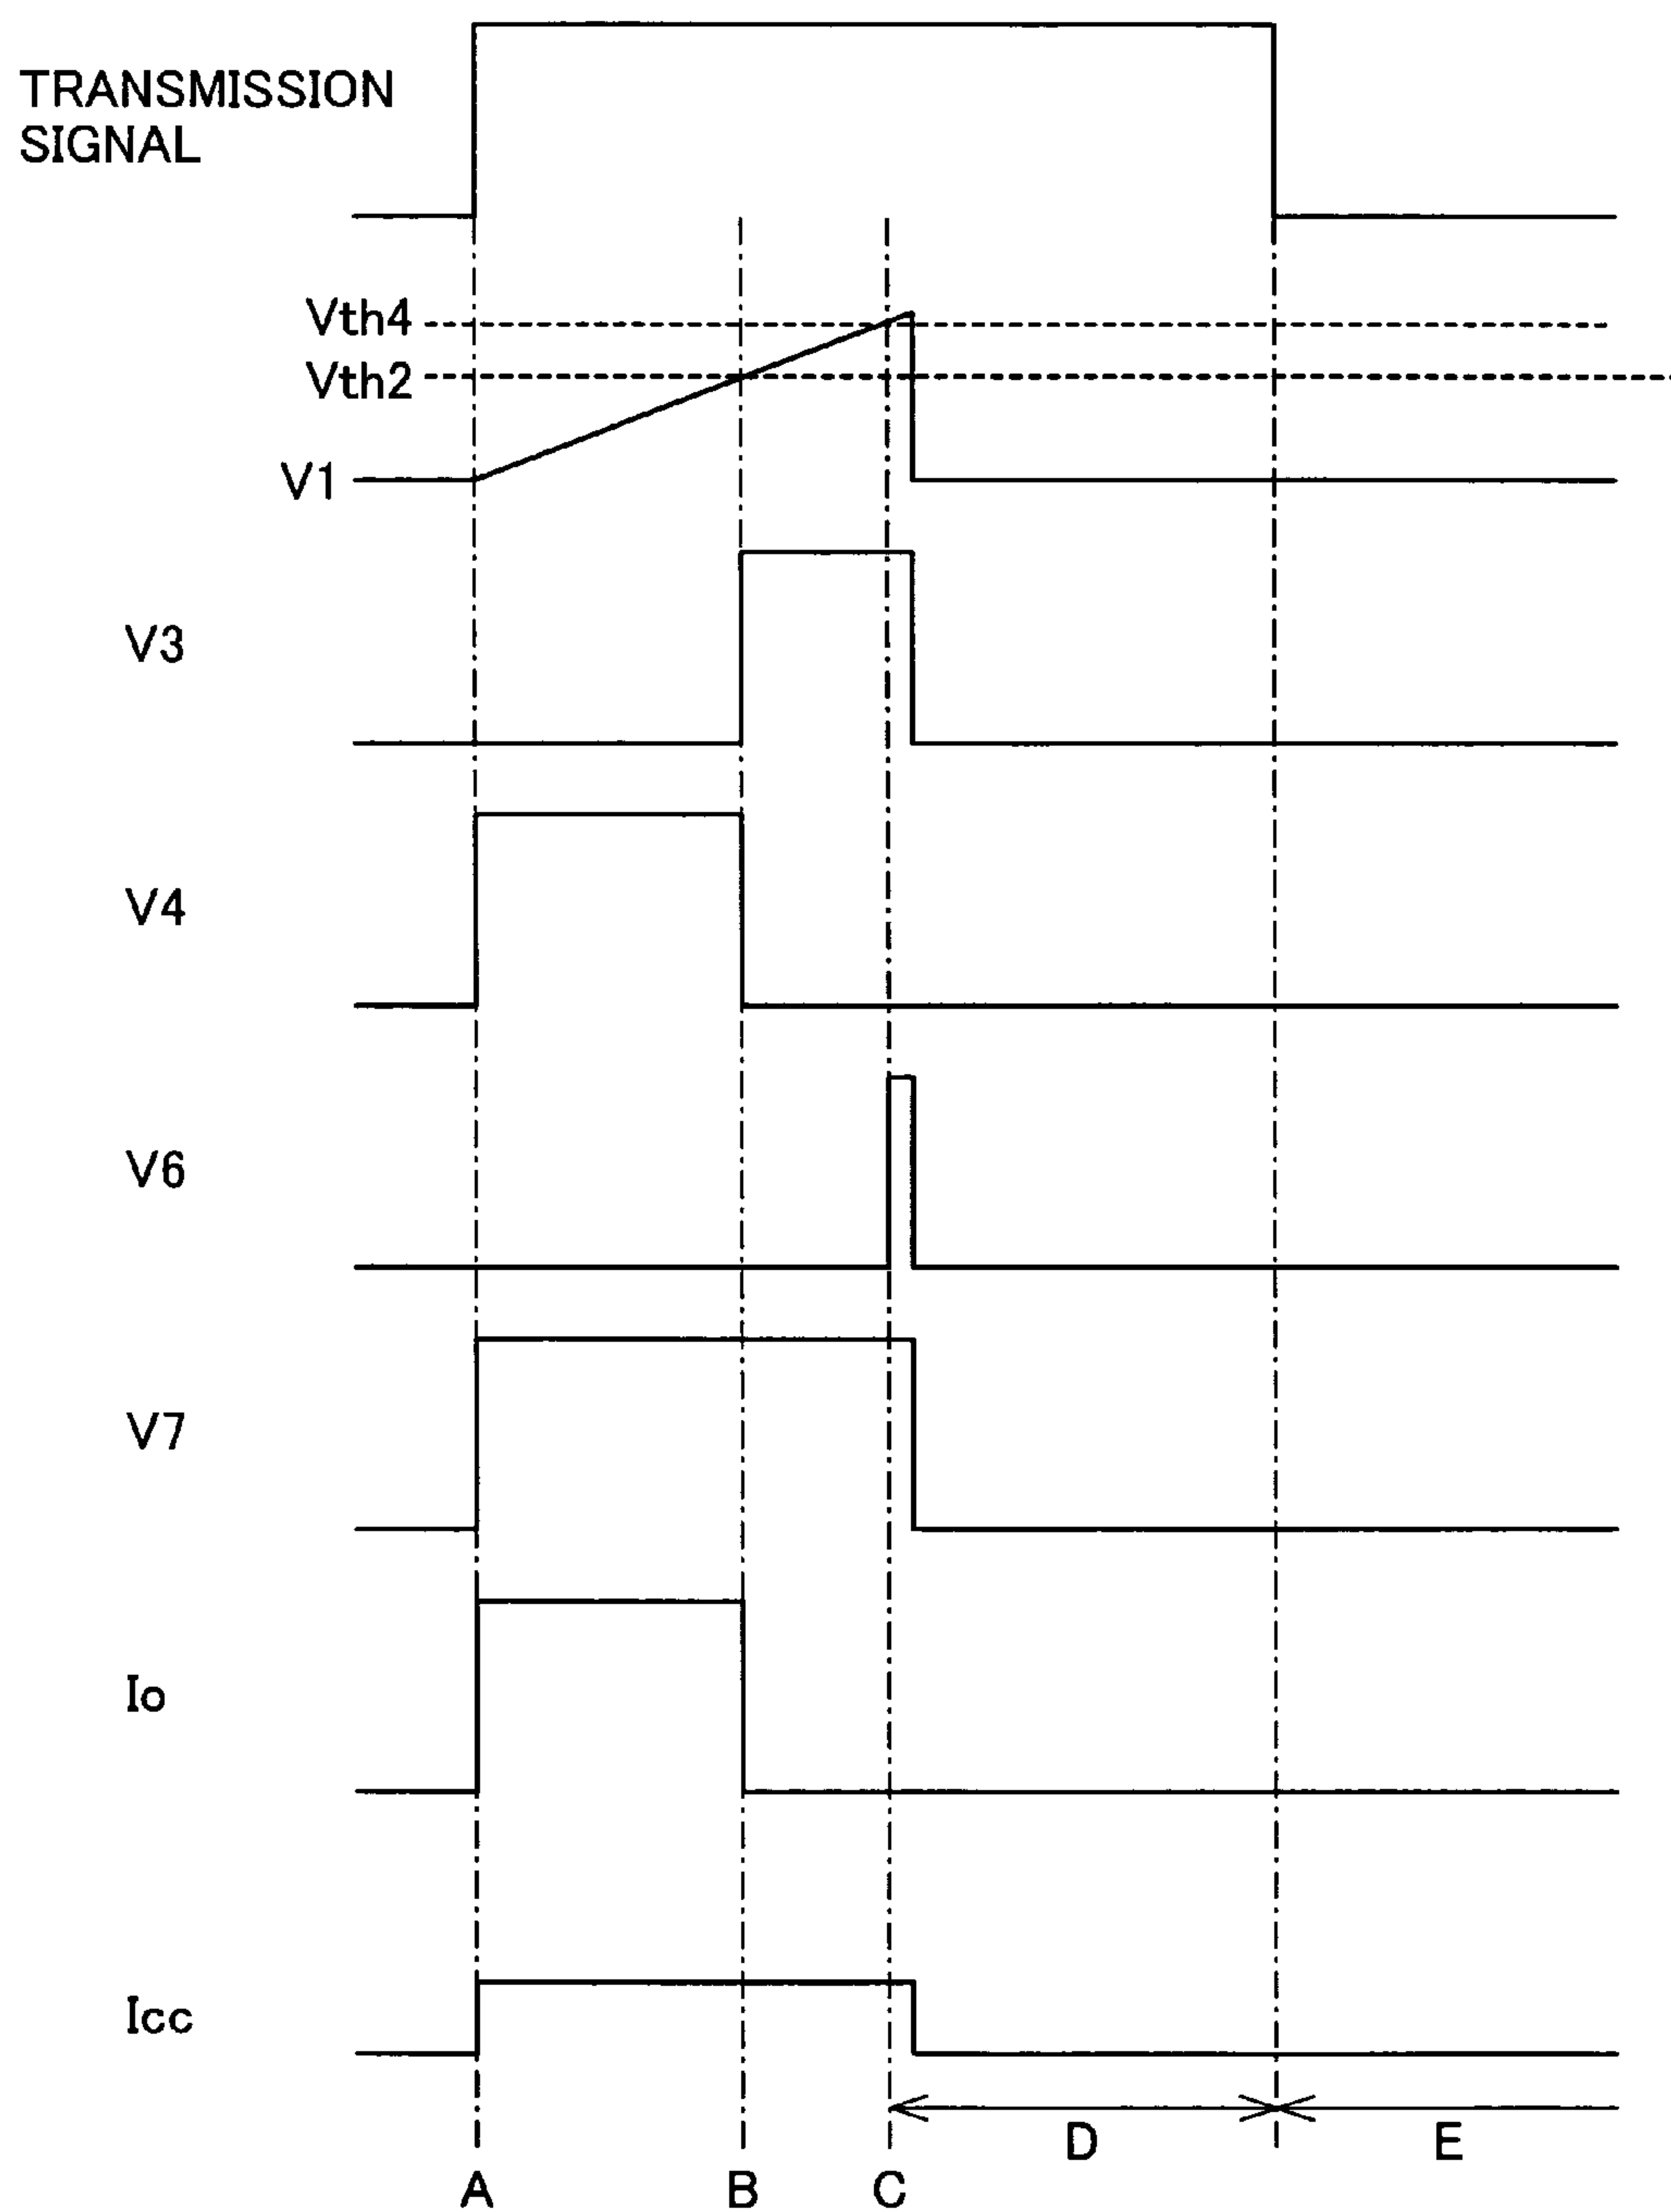 TRANSMISSION
SIGNAL
Vth4
Vth2
V1
V3
V4
V6
V7
Io
Icc
D
E
A
B
C